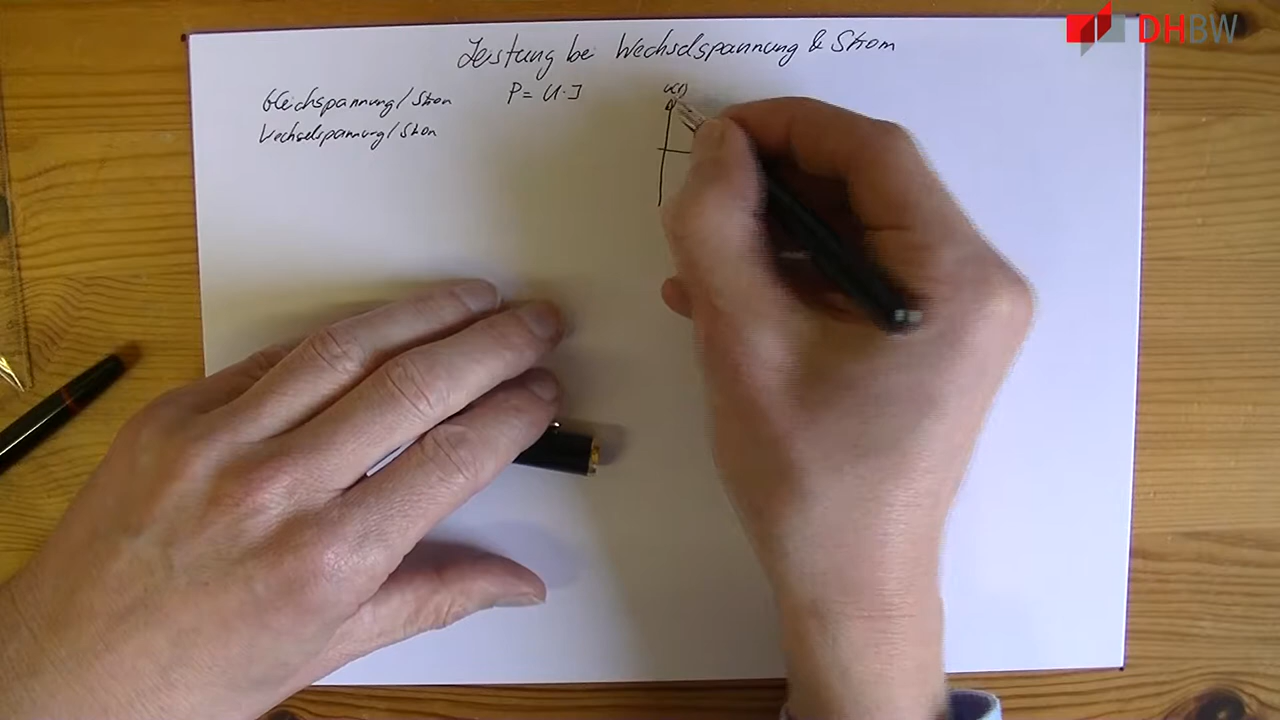 DHBW
Leistung bei Wechselspannung & Strom
Gleichspannung/Strom P = U·I
Wechselspannung/Strom
u(t)